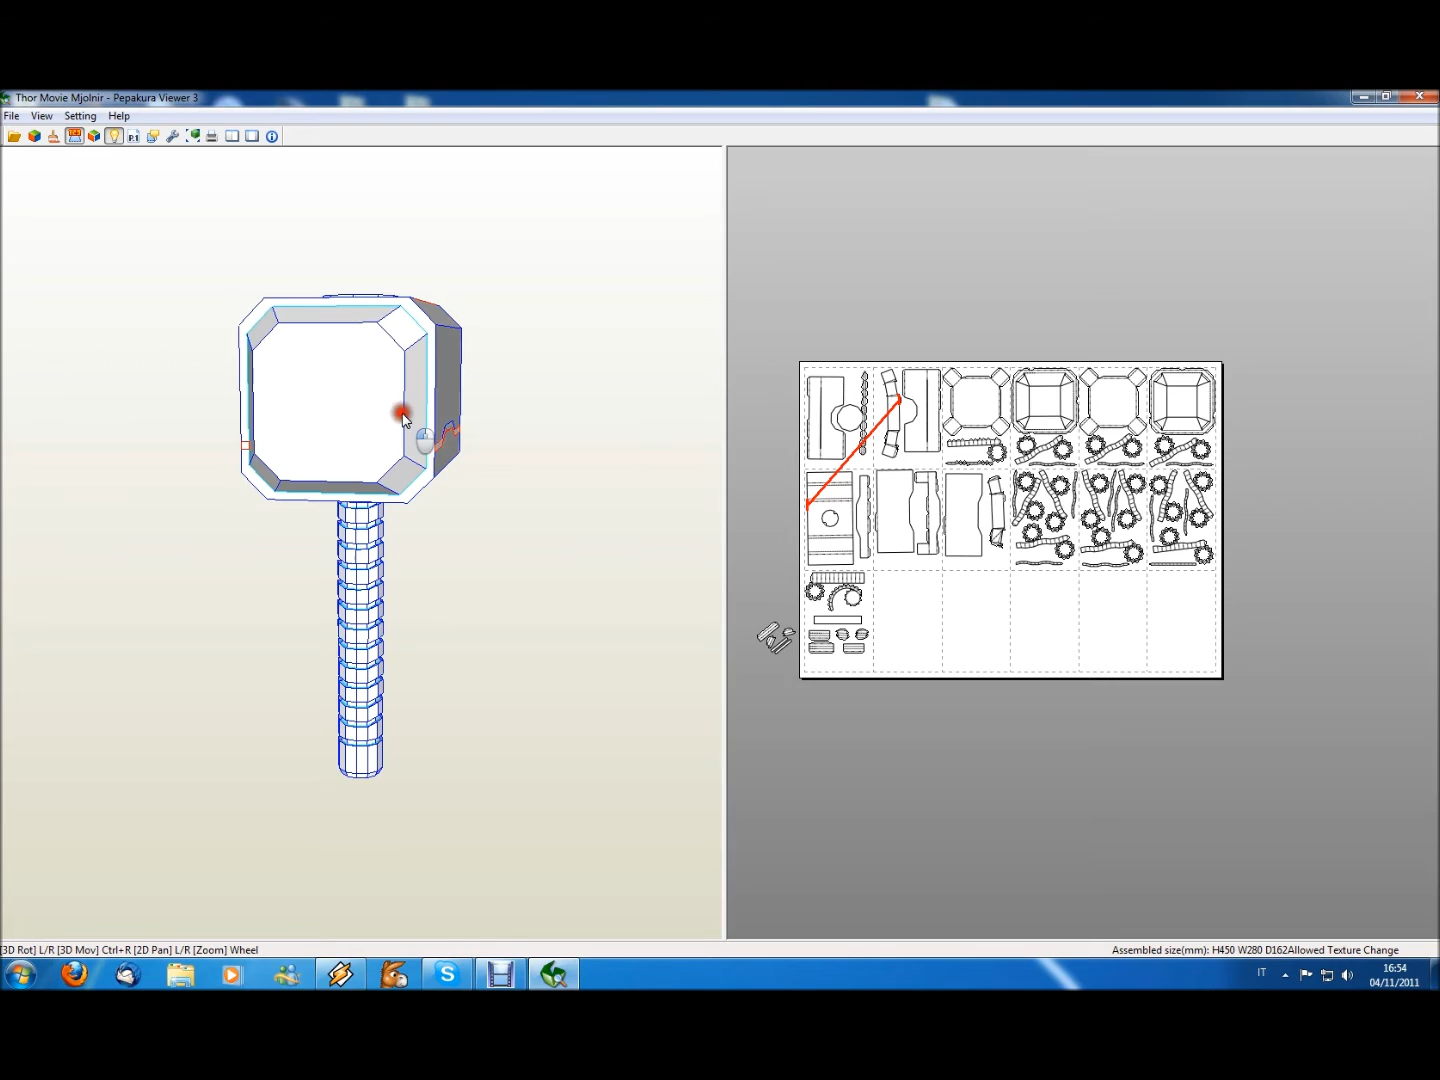 Thor Movie Mjolnir - Pepakura Viewer 3
File View Setting Help
P.1
[3D Rot] L/R [3D Mov] Ctrl+R [2D Pan] L/R [Zoom] Wheel
Assembled size(mm): H450 W280 D162Allowed Texture Change
IT
16:54
04/11/2011